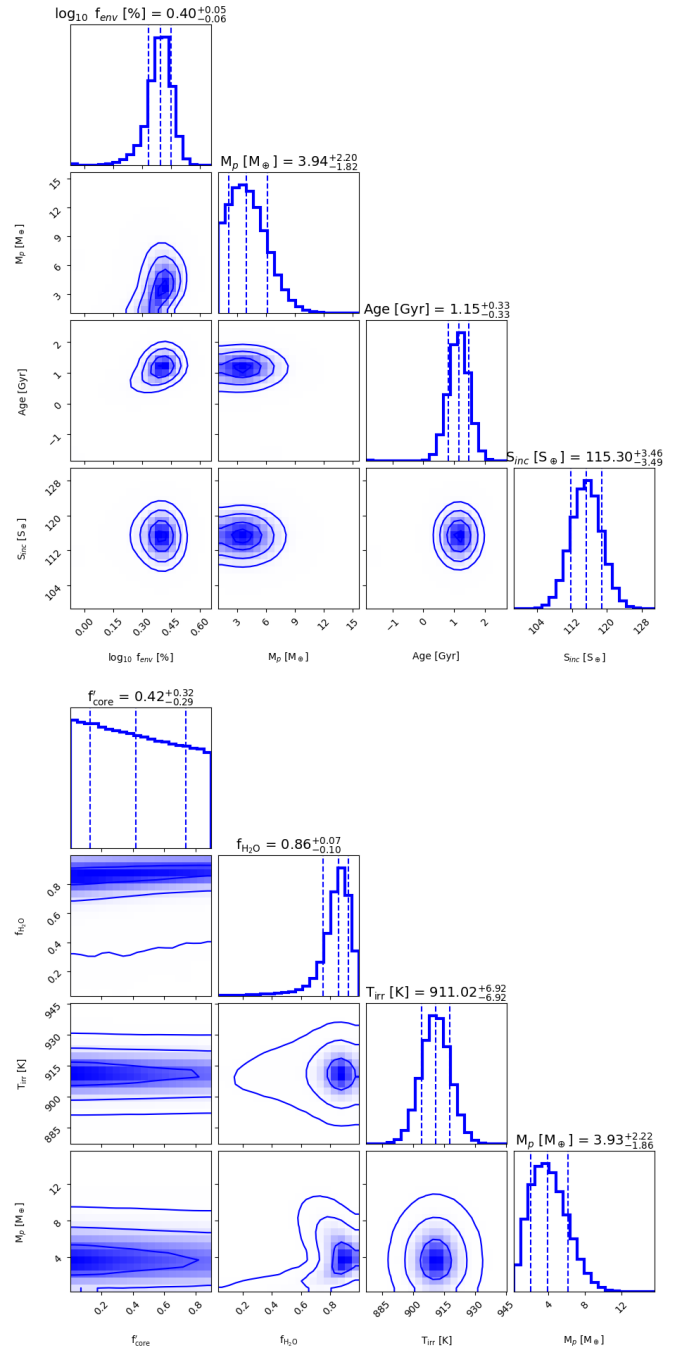 log₁₀ f_env [%] = 0.40 +0.05 −0.06
M_p [M⊕] = 3.94 +2.20 −1.82
15
12
9
6
3
M_p [M⊕]
Age [Gyr] = 1.15 +0.33 −0.33
2
1
0
−1
Age [Gyr]
S_inc [S⊕] = 115.30 +3.46 −3.49
128
120
112
104
S_inc [S⊕]
0.00 0.15 0.30 0.45 0.60
3 6 9 12 15
−1 0 1 2
104 112 120 128
log₁₀ f_env [%]
M_p [M⊕]
Age [Gyr]
S_inc [S⊕]
f′_core = 0.42 +0.32 −0.29
f_H₂O = 0.86 +0.07 −0.10
0.8
0.6
0.4
0.2
f_H₂O
T_irr [K] = 911.02 +6.92 −6.92
945
930
915
900
885
T_irr [K]
M_p [M⊕] = 3.93 +2.22 −1.86
12
8
4
M_p [M⊕]
0.2 0.4 0.6 0.8
0.2 0.4 0.6 0.8
885 900 915 930 945
4 8 12
f′_core
f_H₂O
T_irr [K]
M_p [M⊕]